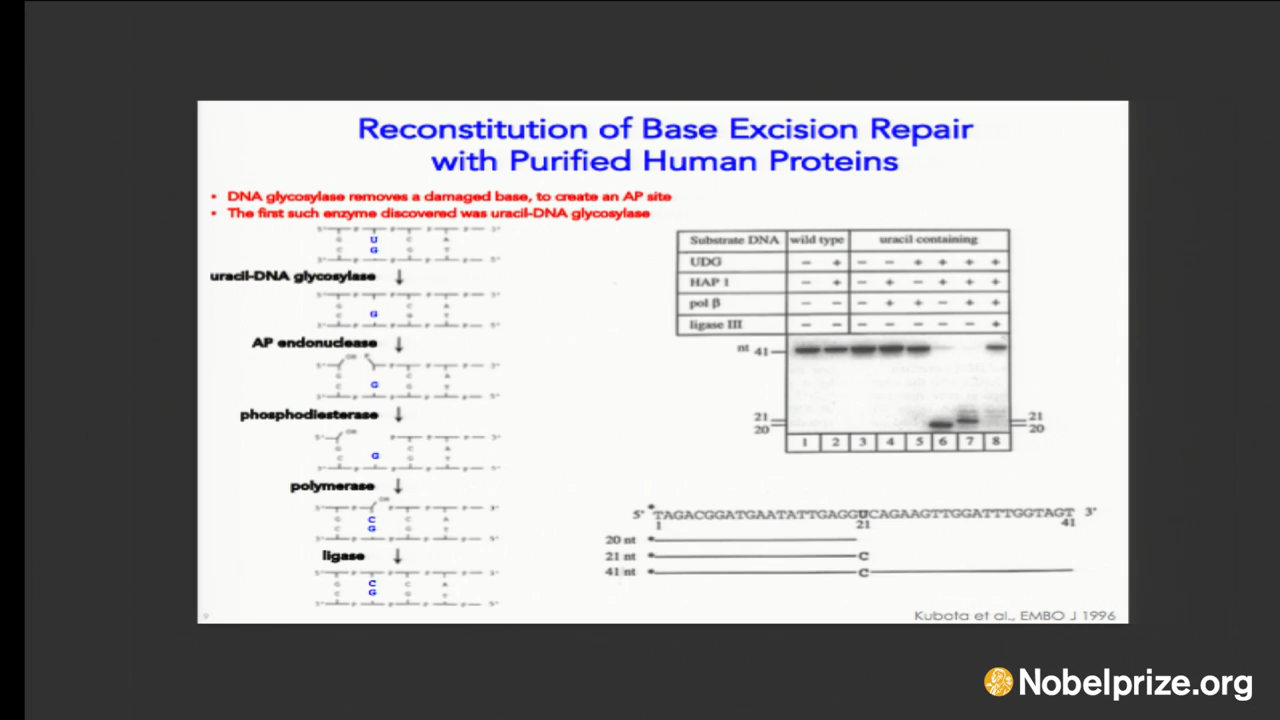 Reconstitution of Base Excision Repair
with Purified Human Proteins
• DNA glycosylase removes a damaged base, to create an AP site
• The first such enzyme discovered was uracil-DNA glycosylase
U
G
uracil-DNA glycosylase
G
AP endonuclease
G
phosphodiesterase
G
polymerase
C
G
ligase
C
G
Substrate DNA wild type uracil containing
UDG − + − − + + + +
HAP 1 − + − + − + + +
pol β − − − + + − + +
ligase III − − − − − − − +
nt 41
21 21
20 20
1 2 3 4 5 6 7 8
5' *TAGACGGATGAATATTGAGGUCAGAAGTTGGATTTGGTAGT 3'
1 21 41
20 nt *
21 nt * C
41 nt * C
Kubota et al., EMBO J 1996
9
Nobelprize.org